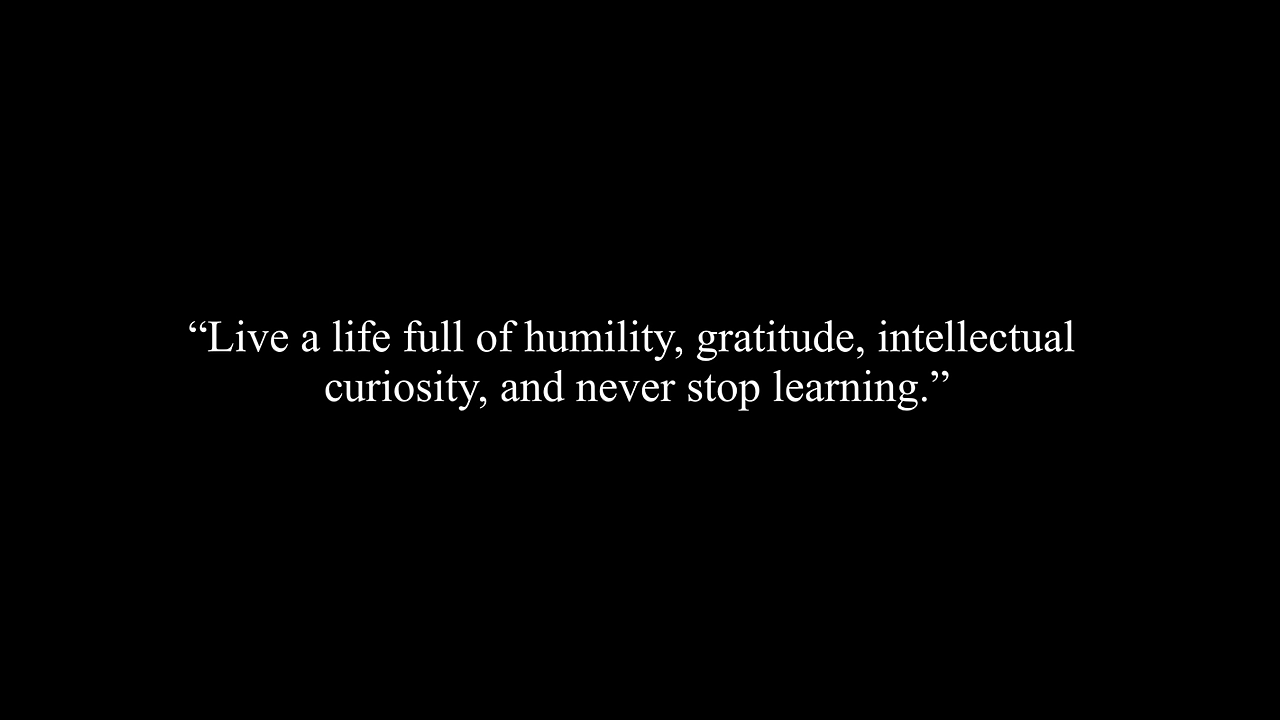 “Live a life full of humility, gratitude, intellectual
curiosity, and never stop learning.”